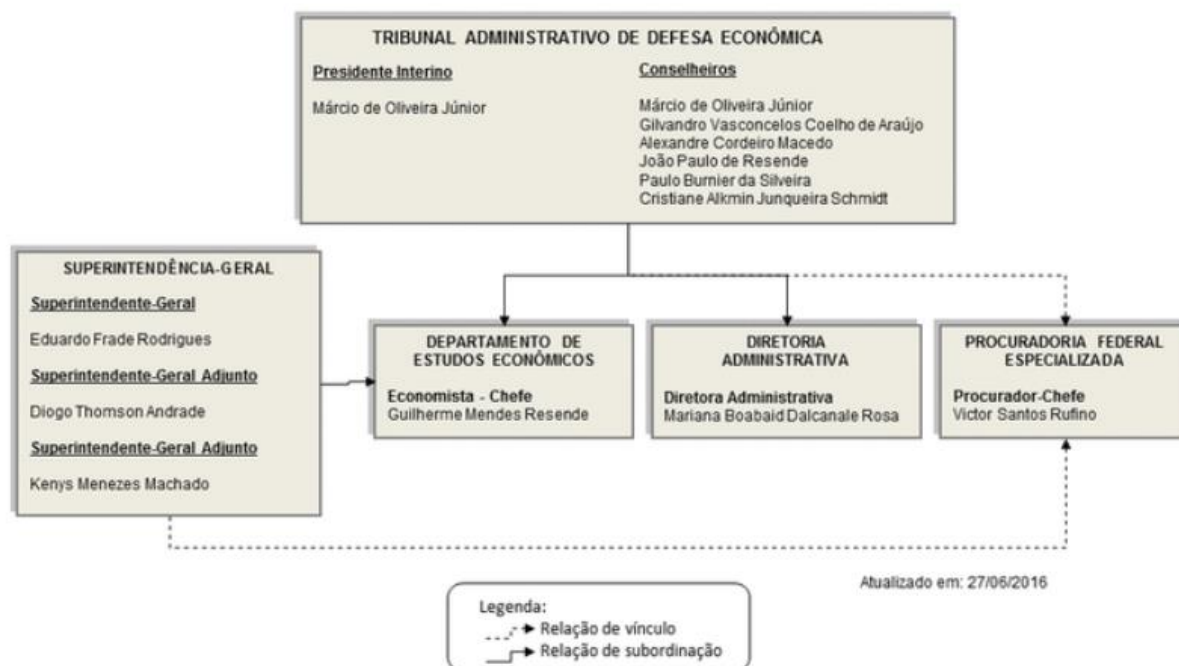 TRIBUNAL ADMINISTRATIVO DE DEFESA ECONÔMICA
Presidente Interino
Márcio de Oliveira Júnior
Conselheiros
Márcio de Oliveira Júnior
Gilvandro Vasconcelos Coelho de Araújo
Alexandre Cordeiro Macedo
João Paulo de Resende
Paulo Burnier da Silveira
Cristiane Alkmin Junqueira Schmidt
SUPERINTENDÊNCIA-GERAL
Superintendente-Geral
Eduardo Frade Rodrigues
Superintendente-Geral Adjunto
Diogo Thomson Andrade
Superintendente-Geral Adjunto
Kenys Menezes Machado
DEPARTAMENTO DE
ESTUDOS ECONÔMICOS
Economista - Chefe
Guilherme Mendes Resende
DIRETORIA
ADMINISTRATIVA
Diretora Administrativa
Mariana Boabaid Dalcanale Rosa
PROCURADORIA FEDERAL
ESPECIALIZADA
Procurador-Chefe
Victor Santos Rufino
Atualizado em: 27/06/2016
Legenda:
Relação de vínculo
Relação de subordinação